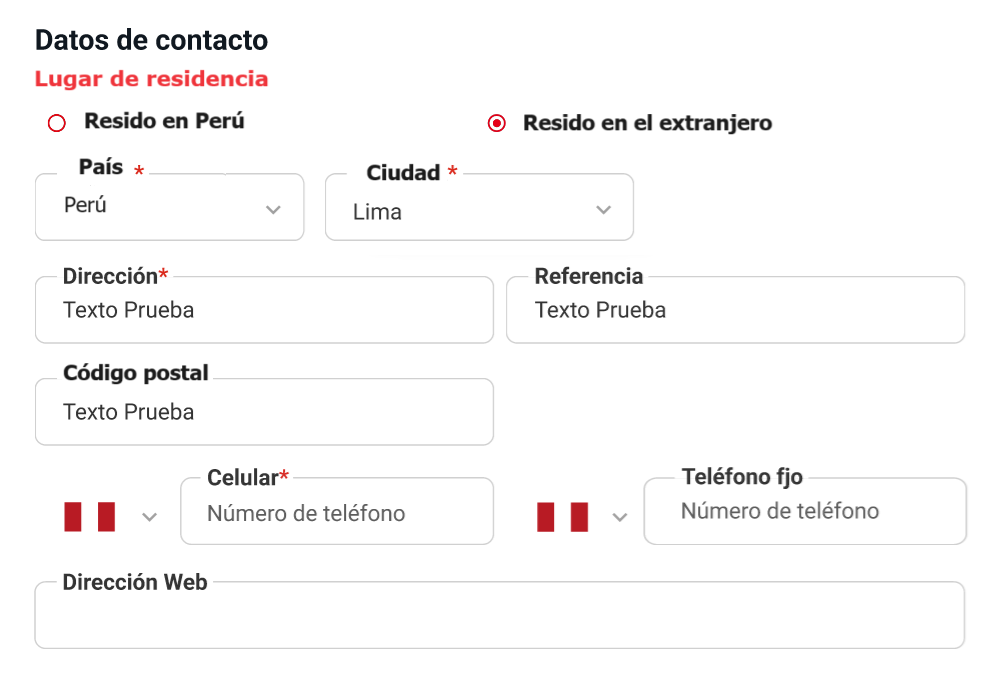 Datos de contacto
Lugar de residencia
Resido en Perú
Resido en el extranjero
País *
Perú
Ciudad *
Lima
Dirección*
Texto Prueba
Referencia
Texto Prueba
Código postal
Texto Prueba
Celular*
Número de teléfono
Teléfono fjo
Número de teléfono
Dirección Web